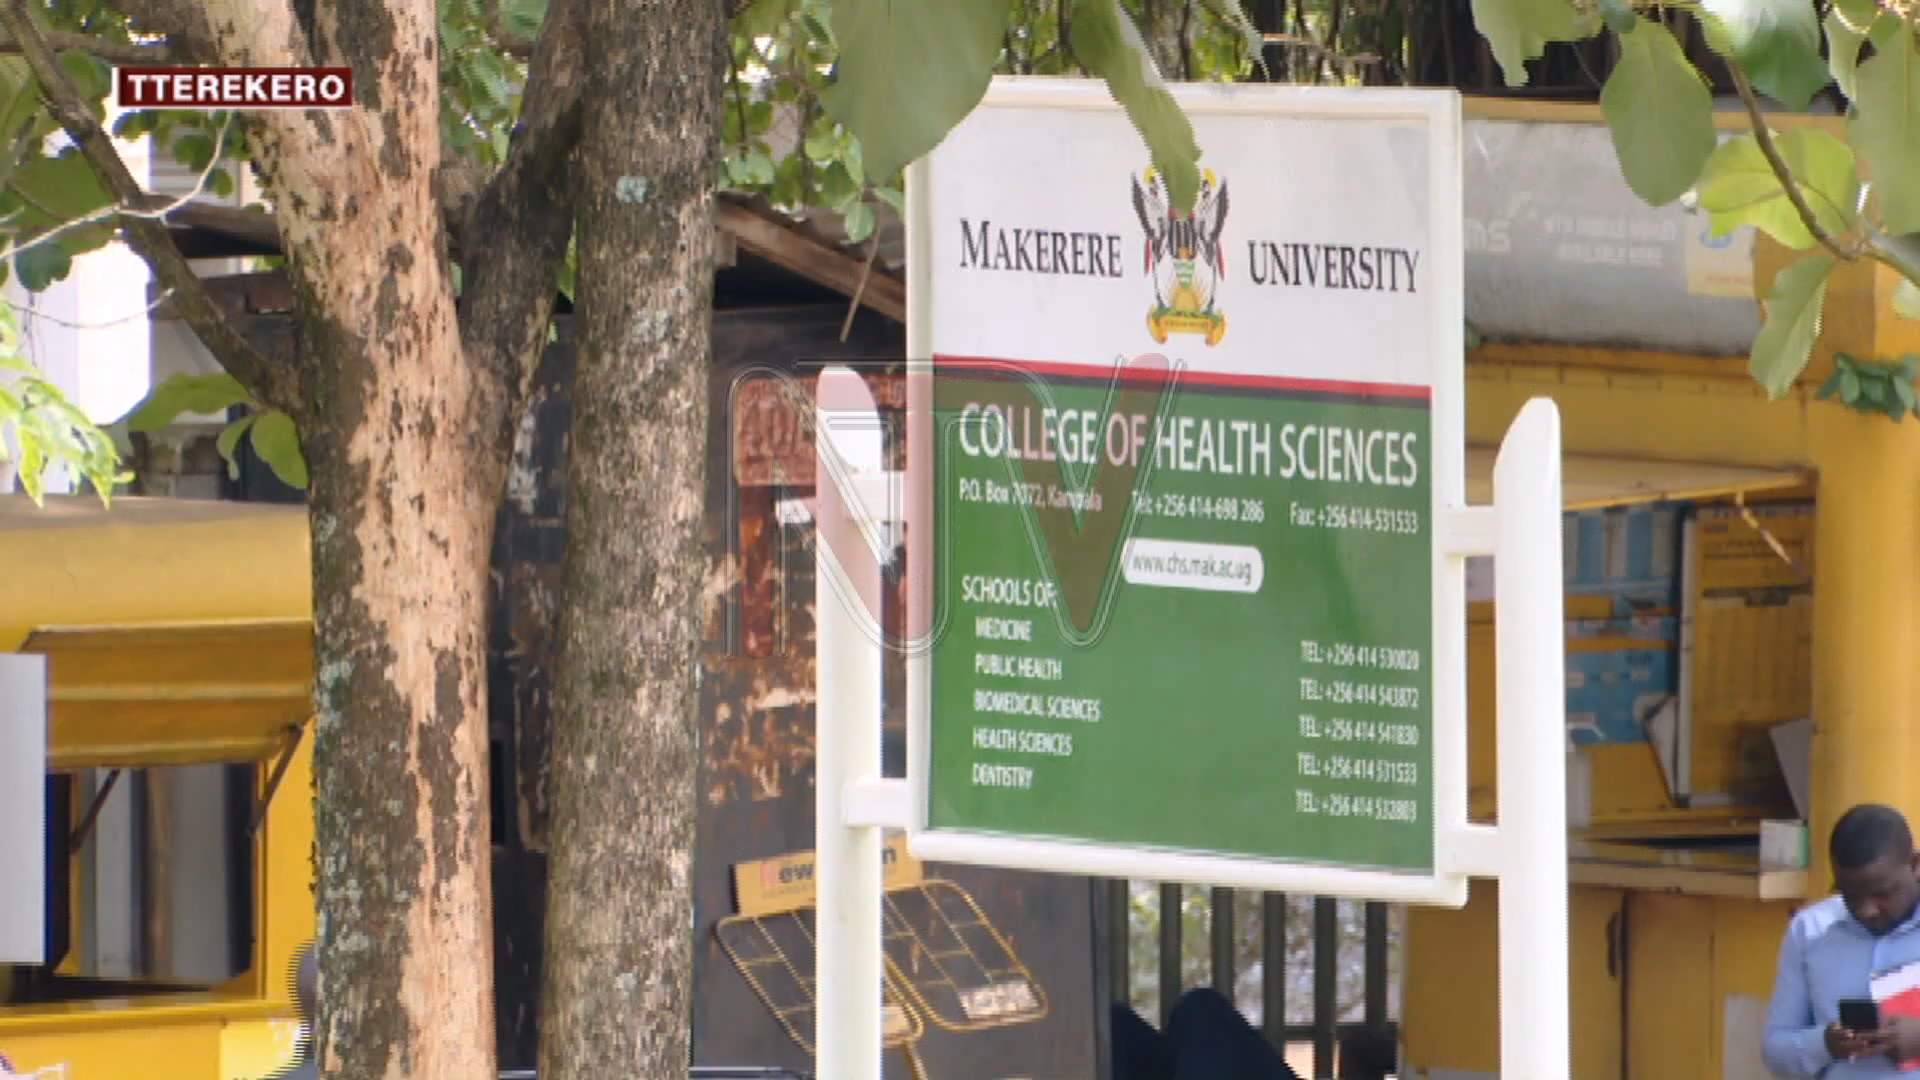 TTEREKERO
MAKERERE UNIVERSITY
NTV
COLLEGE OF HEALTH SCIENCES
P.O. Box 7072, Kampala Tel: +256 414-698 286 Fax: +256 414-531533
www.chs.mak.ac.ug
SCHOOLS OF:
MEDICINE TEL: +256 414 530020
PUBLIC HEALTH TEL: +256 414 543872
BIOMEDICAL SCIENCES TEL: +256 414 541830
HEALTH SCIENCES TEL: +256 414 531533
DENTISTRY TEL: +256 414 532803